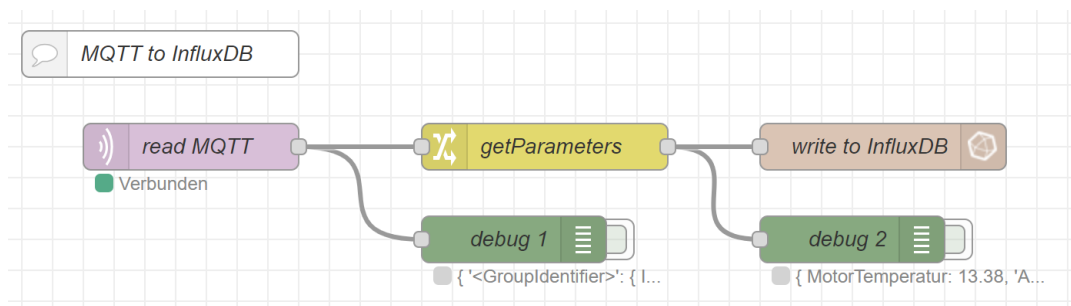 MQTT to InfluxDB
read MQTT
getParameters
write to InfluxDB
Verbunden
debug 1
debug 2
{ '<GroupIdentifier>': { I...
{ MotorTemperatur: 13.38, 'A...